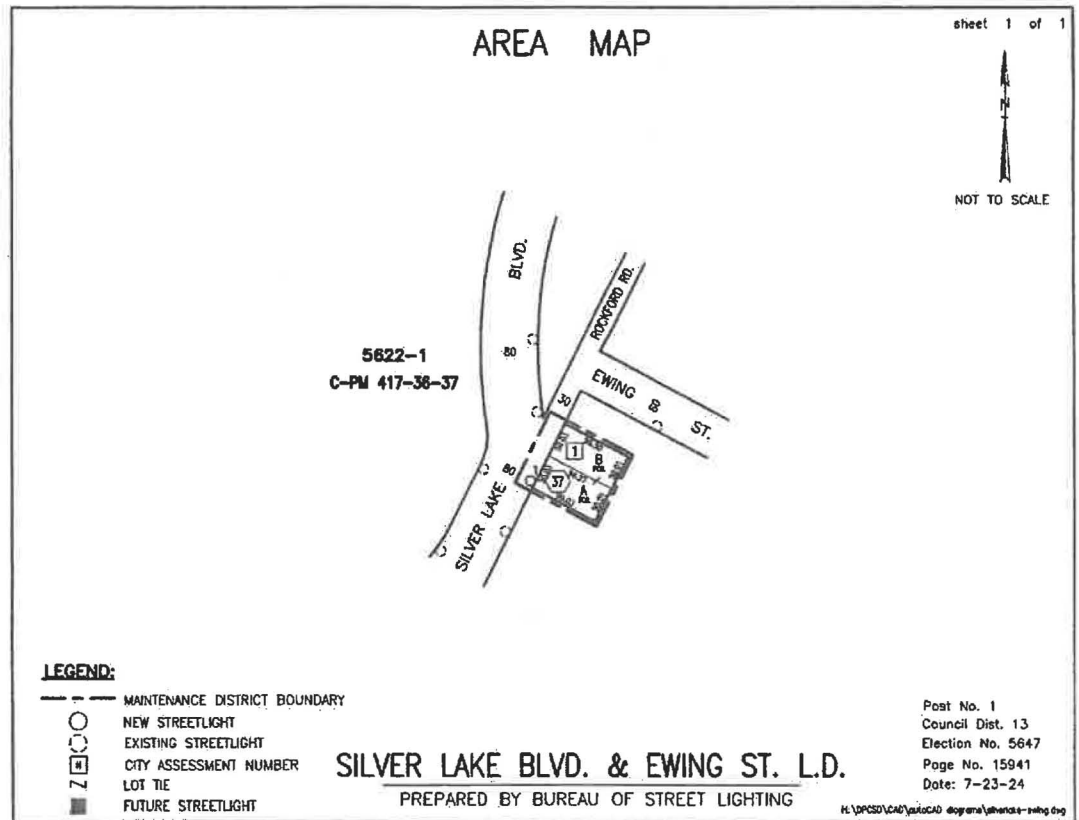 AREA MAP
sheet 1 of 1
N
NOT TO SCALE
BLVD.
ROCKFORD RD.
5622-1
C-PM 417-36-37
80
EWING
ST.
30
80
1
B
POR.
1
37
A
POR.
SILVER LAKE
LEGEND:
MAINTENANCE DISTRICT BOUNDARY
NEW STREETLIGHT
EXISTING STREETLIGHT
# CITY ASSESSMENT NUMBER
Z LOT TIE
FUTURE STREETLIGHT
SILVER LAKE BLVD. & EWING ST. L.D.
PREPARED BY BUREAU OF STREET LIGHTING
Post No. 1
Council Dist. 13
Election No. 5647
Page No. 15941
Date: 7-23-24